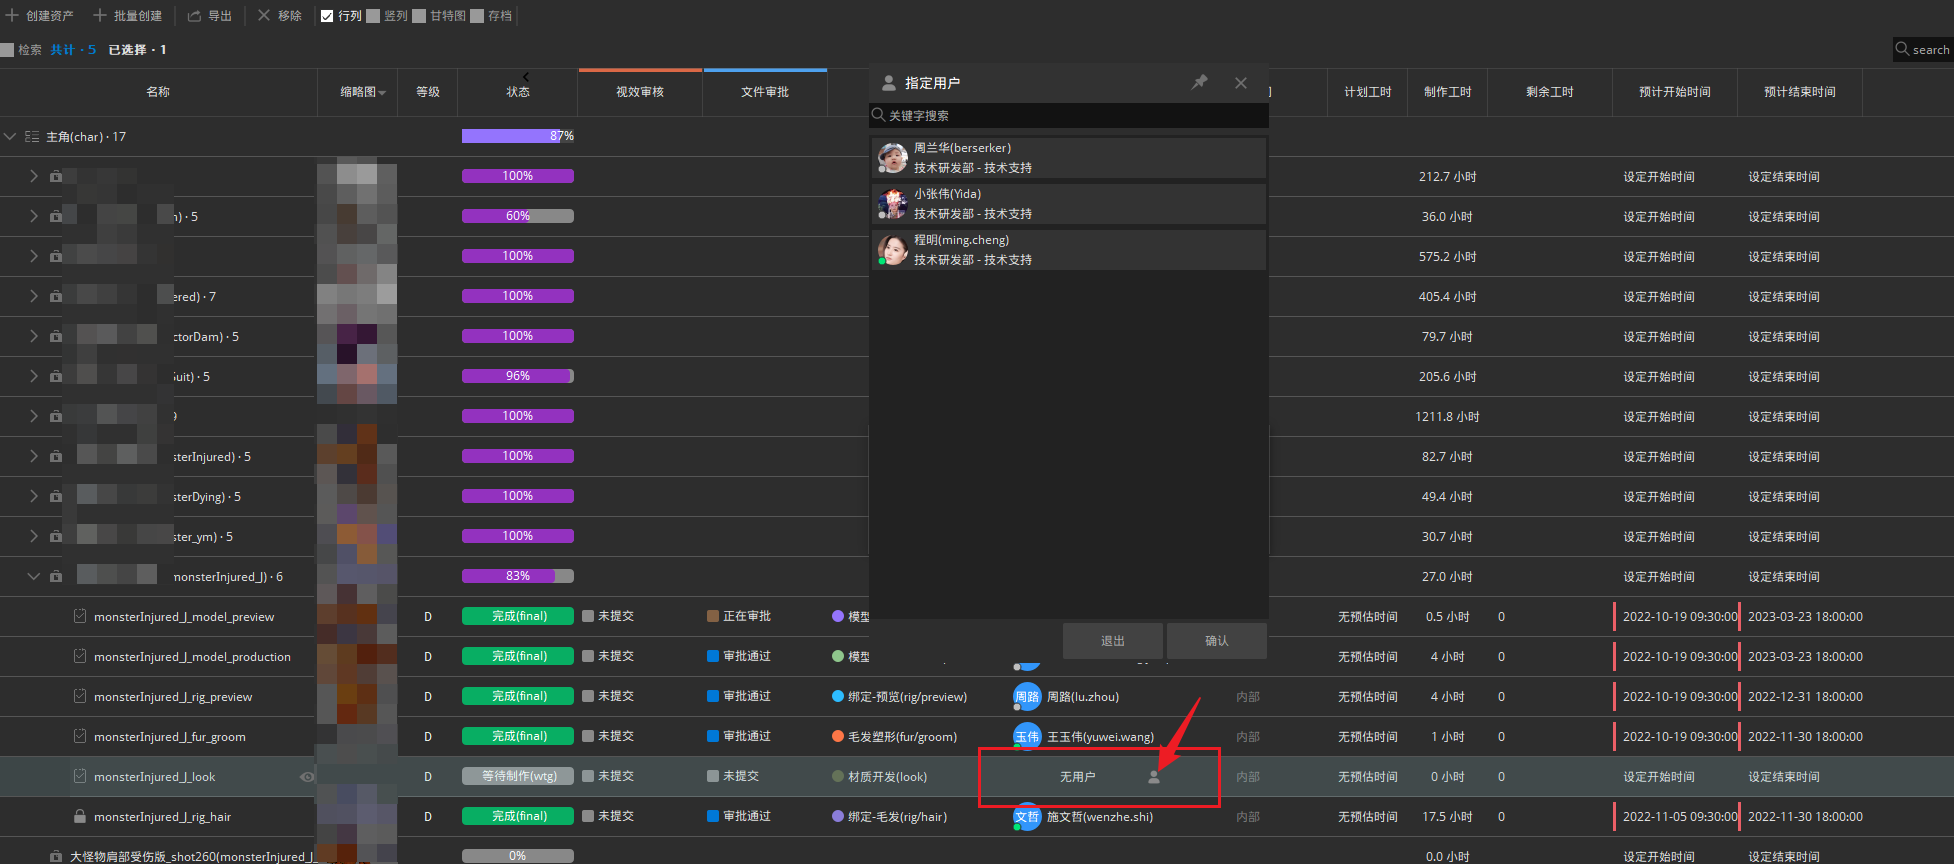 创建资产 批量创建 导出 移除 行列 竖列 甘特图 存档
检索 共计 · 5 已选择 · 1 search
名称 缩略图 等级 状态 视效审核 文件审批 计划工时 制作工时 剩余工时 预计开始时间 预计结束时间
指定用户
关键字搜索
周兰华(berserker)
技术研发部 - 技术支持
小张伟(Yida)
技术研发部 - 技术支持
程明(ming.cheng)
技术研发部 - 技术支持
退出 确认
主角(char) · 17 87%
100% 212.7 小时 设定开始时间 设定结束时间
) · 5 60% 36.0 小时 设定开始时间 设定结束时间
100% 575.2 小时 设定开始时间 设定结束时间
ered) · 7 100% 405.4 小时 设定开始时间 设定结束时间
ctorDam) · 5 100% 79.7 小时 设定开始时间 设定结束时间
uit) · 5 96% 205.6 小时 设定开始时间 设定结束时间
9 100% 1211.8 小时 设定开始时间 设定结束时间
sterInjured) · 5 100% 82.7 小时 设定开始时间 设定结束时间
sterDying) · 5 100% 49.4 小时 设定开始时间 设定结束时间
ster_ym) · 5 100% 30.7 小时 设定开始时间 设定结束时间
monsterInjured_J) · 6 83% 27.0 小时 设定开始时间 设定结束时间
monsterInjured_J_model_preview D 完成(final) 未提交 正在审批 模型 无预估时间 0.5 小时 0 2022-10-19 09:30:00 2023-03-23 18:00:00
monsterInjured_J_model_production D 完成(final) 未提交 审批通过 模型 无预估时间 4 小时 0 2022-10-19 09:30:00 2023-03-23 18:00:00
monsterInjured_J_rig_preview D 完成(final) 未提交 审批通过 绑定-预览(rig/preview) 周路 周路(lu.zhou) 内部 无预估时间 4 小时 0 2022-10-19 09:30:00 2022-12-31 18:00:00
monsterInjured_J_fur_groom D 完成(final) 未提交 审批通过 毛发塑形(fur/groom) 玉伟 王玉伟(yuwei.wang) 内部 无预估时间 1 小时 0 2022-10-19 09:30:00 2022-11-30 18:00:00
monsterInjured_J_look D 等待制作(wtg) 未提交 未提交 材质开发(look) 无用户 内部 无预估时间 0 小时 0 设定开始时间 设定结束时间
monsterInjured_J_rig_hair D 完成(final) 未提交 审批通过 绑定-毛发(rig/hair) 文哲 施文哲(wenzhe.shi) 内部 无预估时间 17.5 小时 0 2022-11-05 09:30:00 2022-11-30 18:00:00
大怪物肩部受伤版_shot260(monsterInjured_J_ 0% 0.0 小时 设定开始时间 设定结束时间